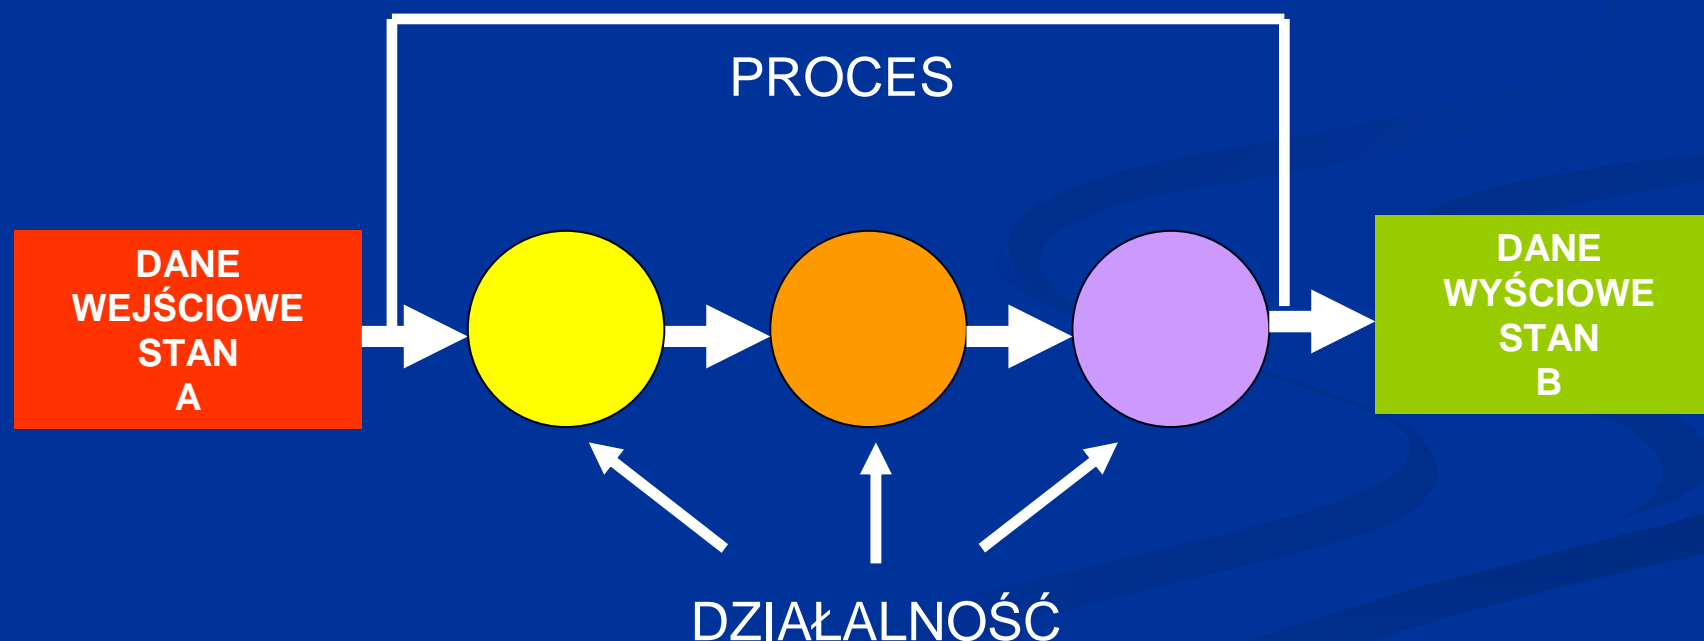 PROCES
DANE
WEJŚCIOWE
STAN
A
DANE
WYŚCIOWE
STAN
B
DZIAŁALNOŚĆ